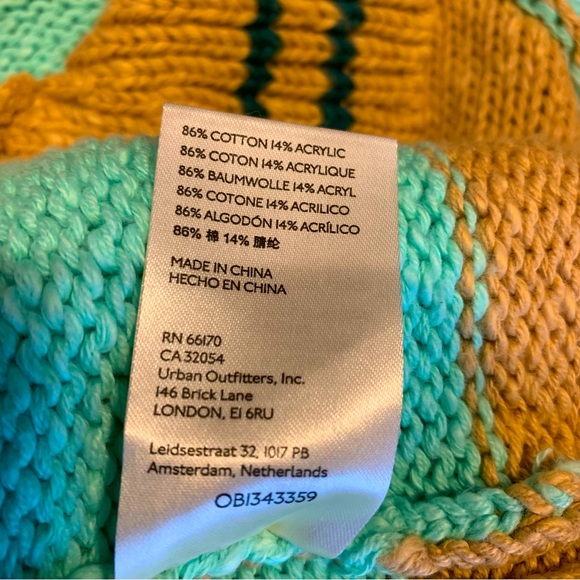 86% COTTON 14% ACRYLIC
86% COTON 14% ACRYLIQUE
86% BAUMWOLLE 14% ACRYL
86% COTONE 14% ACRILICO
86% ALGODÓN 14% ACRÍLICO
86% 棉 14% 腈纶
MADE IN CHINA
HECHO EN CHINA
RN 66170
CA 32054
Urban Outfitters, Inc.
146 Brick Lane
LONDON, E1 6RU
Leidsestraat 32, 1017 PB
Amsterdam, Netherlands
OB1343359